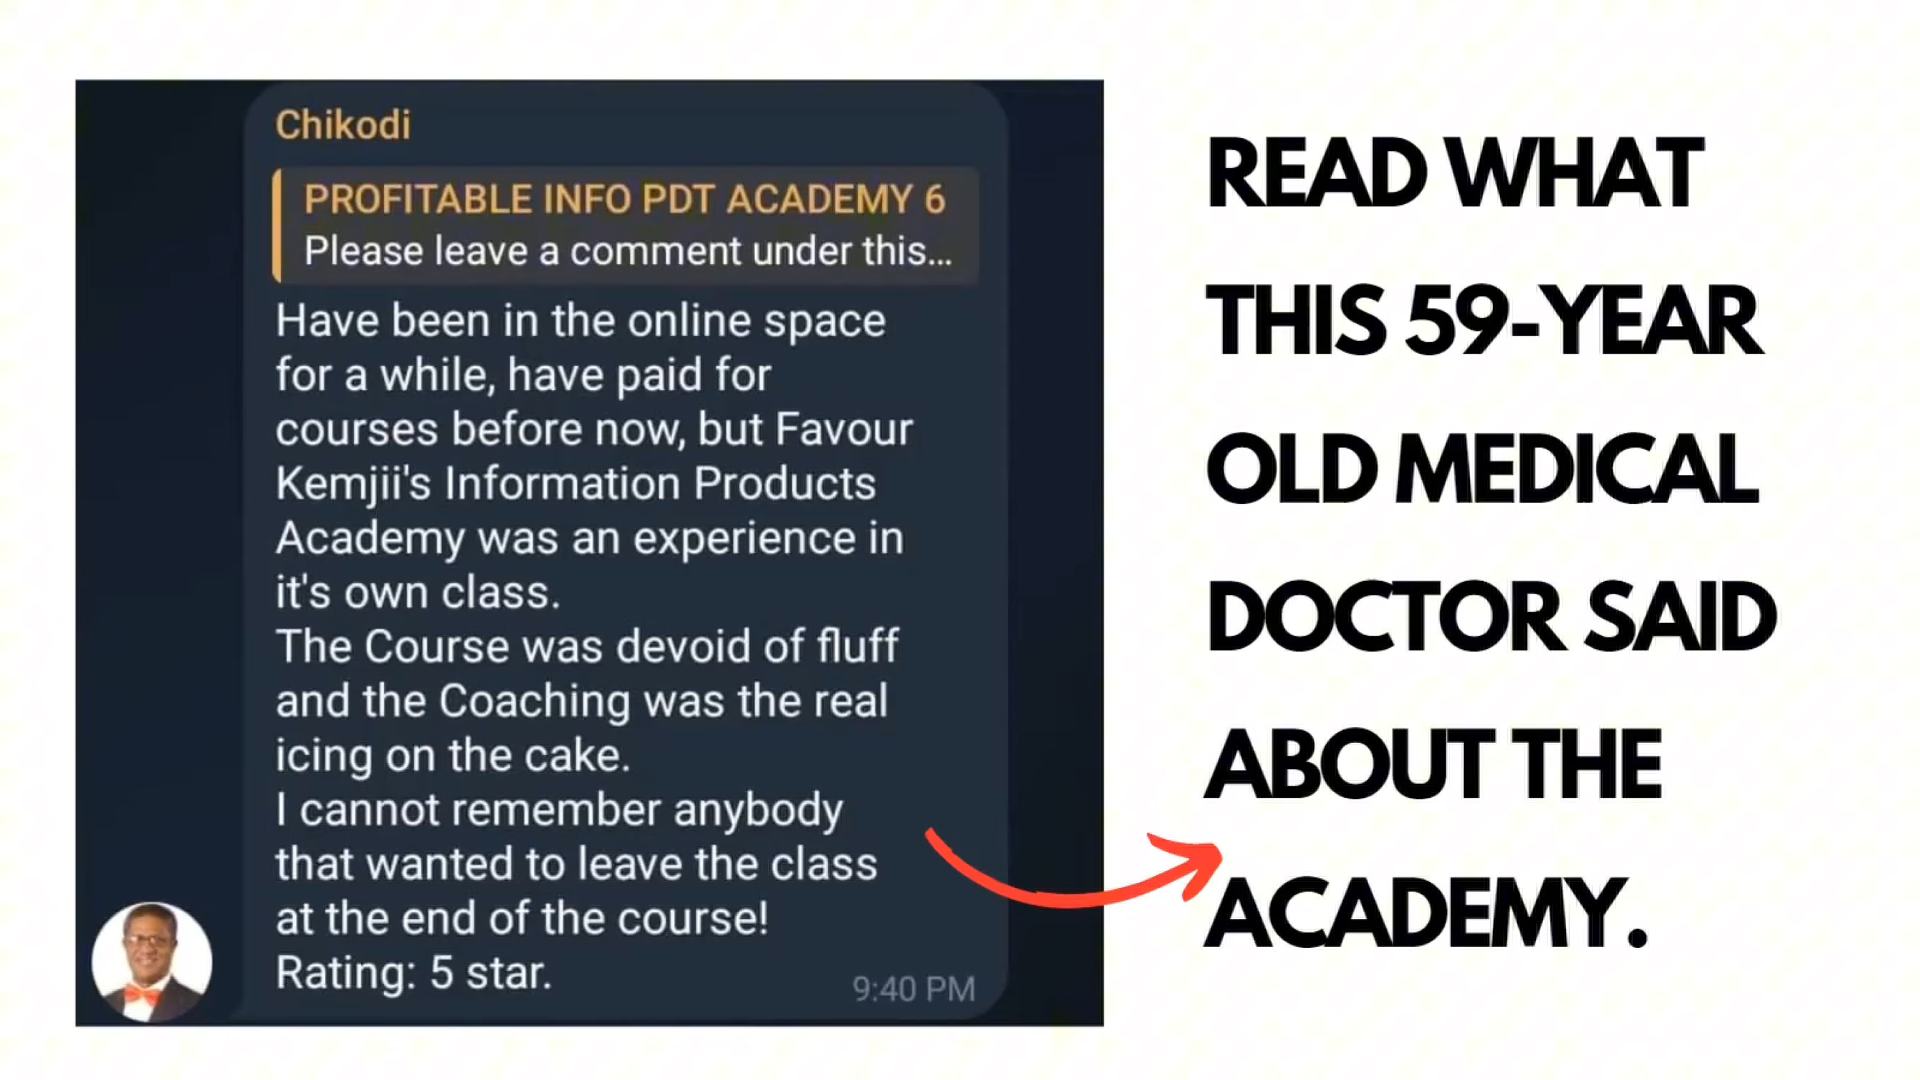 Chikodi
PROFITABLE INFO PDT ACADEMY 6
Please leave a comment under this...
Have been in the online space
for a while, have paid for
courses before now, but Favour
Kemjii's Information Products
Academy was an experience in
it's own class.
The Course was devoid of fluff
and the Coaching was the real
icing on the cake.
I cannot remember anybody
that wanted to leave the class
at the end of the course!
Rating: 5 star.
9:40 PM
READ WHAT
THIS 59-YEAR
OLD MEDICAL
DOCTOR SAID
ABOUT THE
ACADEMY.